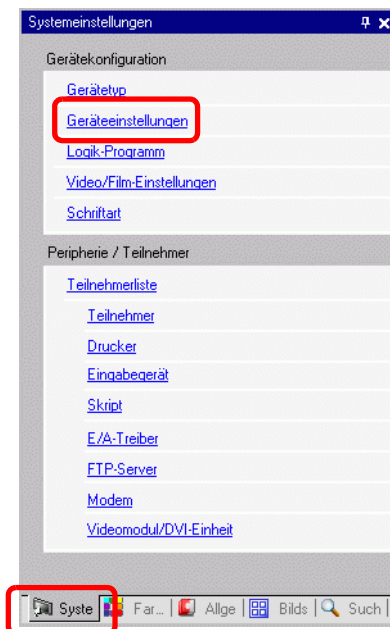 Systemeinstellungen
Gerätekonfiguration
Gerätetyp
Geräteeinstellungen
Logik-Programm
Video/Film-Einstellungen
Schriftart
Peripherie / Teilnehmer
Teilnehmerliste
Teilnehmer
Drucker
Eingabegerät
Skript
E/A-Treiber
FTP-Server
Modem
Videomodul/DVI-Einheit
Syste Far... Allge Bilds Such